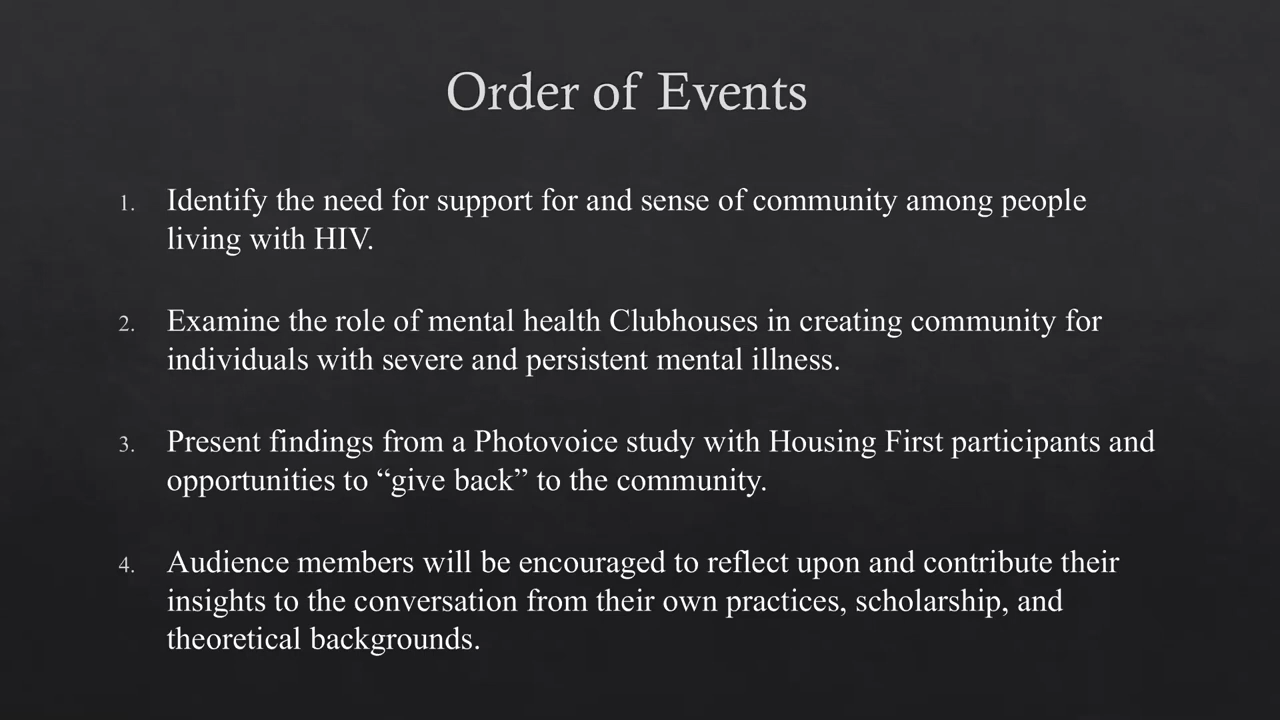 Order of Events
1. Identify the need for support for and sense of community among people
living with HIV.
2. Examine the role of mental health Clubhouses in creating community for
individuals with severe and persistent mental illness.
3. Present findings from a Photovoice study with Housing First participants and
opportunities to “give back” to the community.
4. Audience members will be encouraged to reflect upon and contribute their
insights to the conversation from their own practices, scholarship, and
theoretical backgrounds.